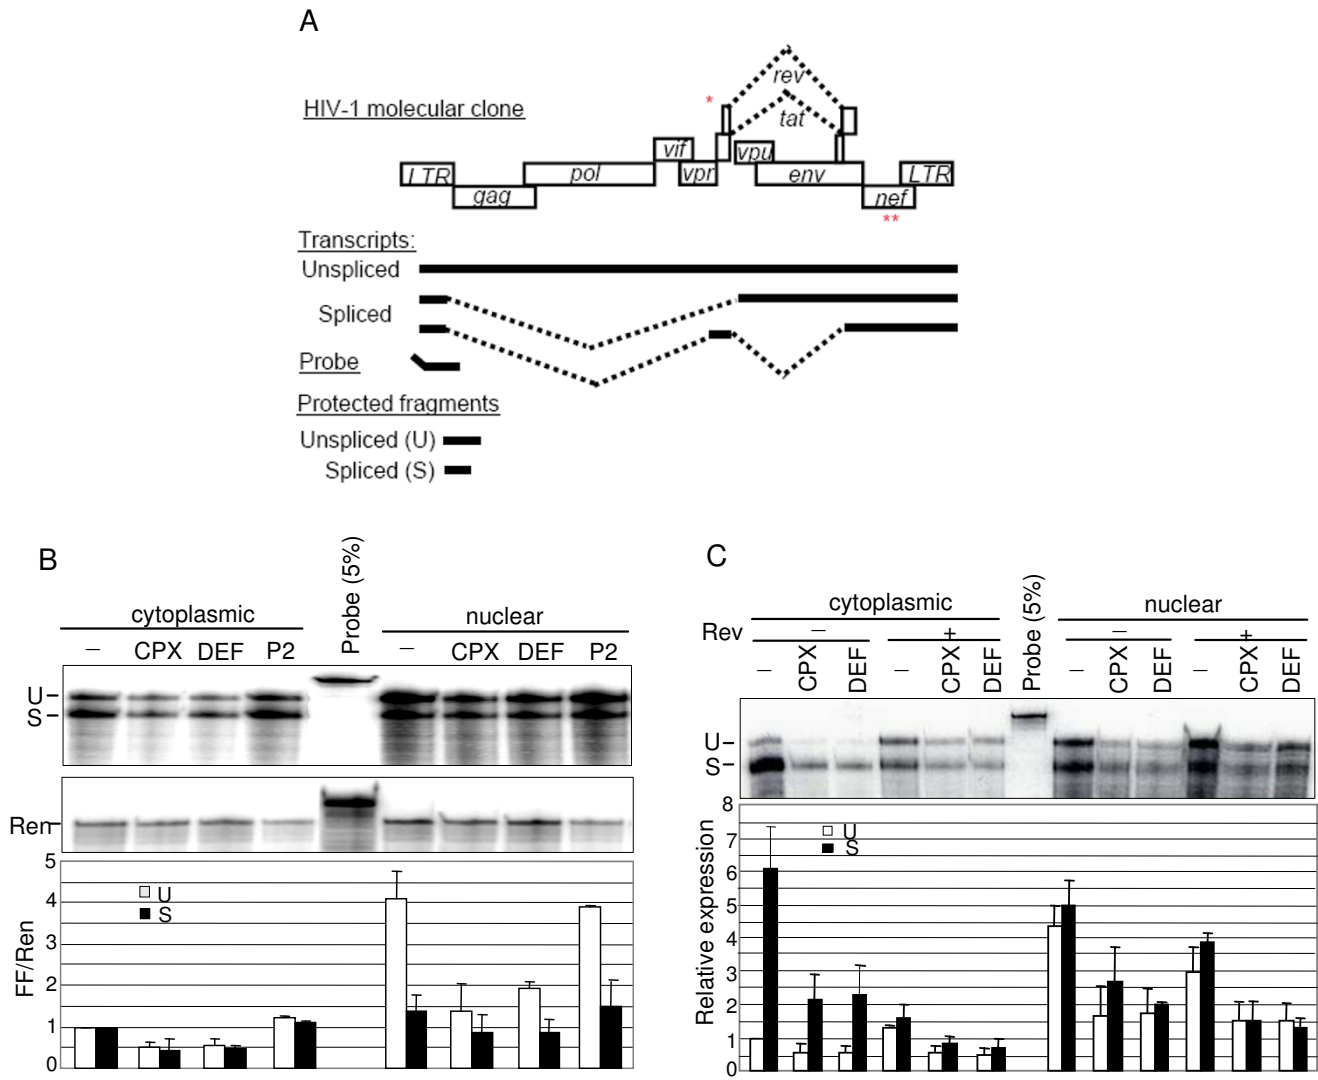 A
HIV-1 molecular clone
*
rev
tat
LTR
gag
pol
vif
vpr
vpu
env
nef
LTR
**
Transcripts:
Unspliced
Spliced
Probe
Protected fragments
Unspliced (U)
Spliced (S)
B
cytoplasmic
Probe (5%)
nuclear
– CPX DEF P2
– CPX DEF P2
U–
S–
Ren–
FF/Ren
5
4
3
2
1
0
U
S
C
cytoplasmic
Probe (5%)
nuclear
Rev – + – +
– CPX DEF – CPX DEF
– CPX DEF – CPX DEF
U–
S–
Relative expression
8
7
6
5
4
3
2
1
0
U
S